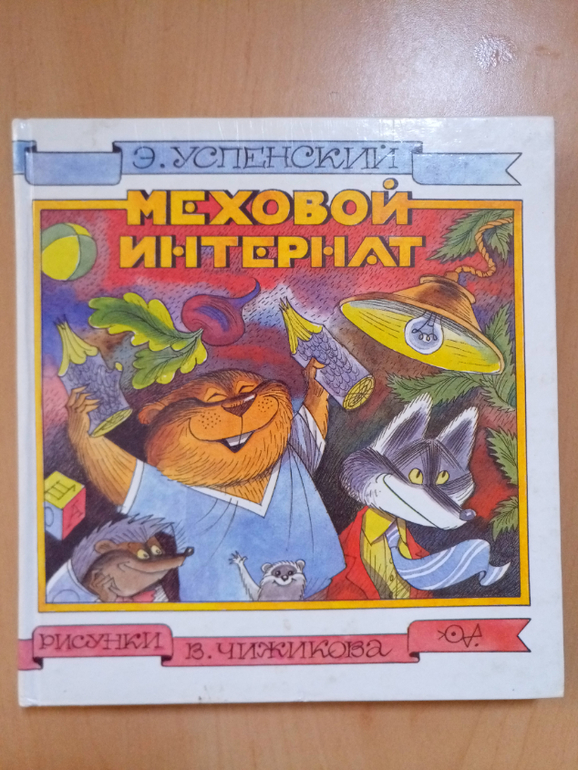 Э. УСПЕНСКИЙ
МЕХОВОЙ
ИНТЕРНАТ
Щ
А
РИСУНКИ В. ЧИЖИКОВА